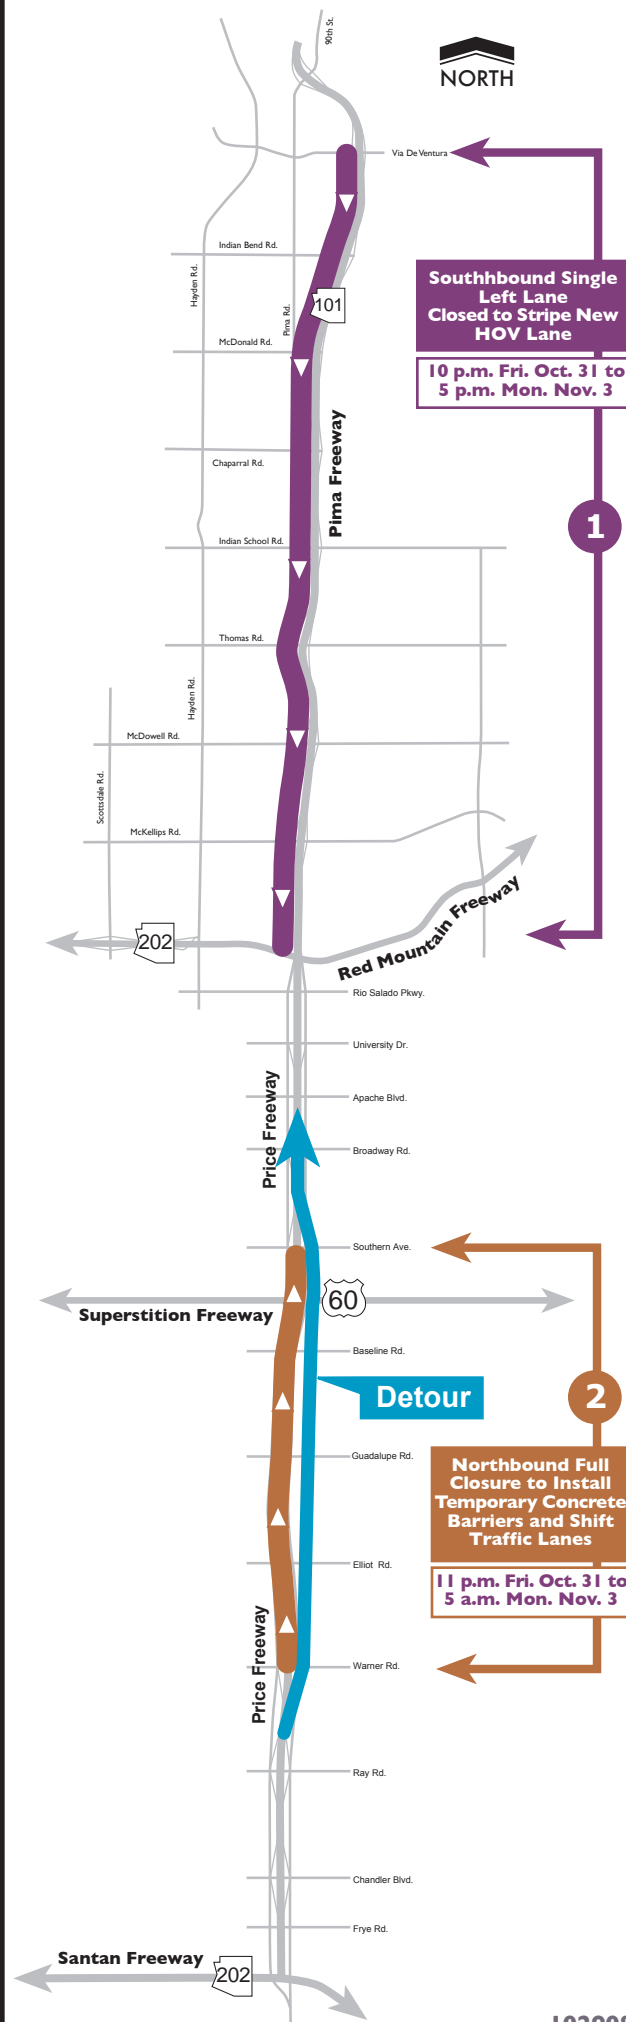 90th St.
NORTH
Via De Ventura
Indian Bend Rd.
Hayden Rd.
Pima Rd.
101
McDonald Rd.
Southhbound Single
Left Lane
Closed to Stripe New
HOV Lane
10 p.m. Fri. Oct. 31 to
5 p.m. Mon. Nov. 3
Pima Freeway
Chaparral Rd.
1
Indian School Rd.
Thomas Rd.
Hayden Rd.
McDowell Rd.
Scottsdale Rd.
McKellips Rd.
202
Red Mountain Freeway
Rio Salado Pkwy.
University Dr.
Apache Blvd.
Price Freeway
Broadway Rd.
Southern Ave.
60
Superstition Freeway
Baseline Rd.
Detour
2
Guadalupe Rd.
Northbound Full
Closure to Install
Temporary Concrete
Barriers and Shift
Traffic Lanes
11 p.m. Fri. Oct. 31 to
5 a.m. Mon. Nov. 3
Elliot Rd.
Price Freeway
Warner Rd.
Ray Rd.
Chandler Blvd.
Frye Rd.
Santan Freeway
202